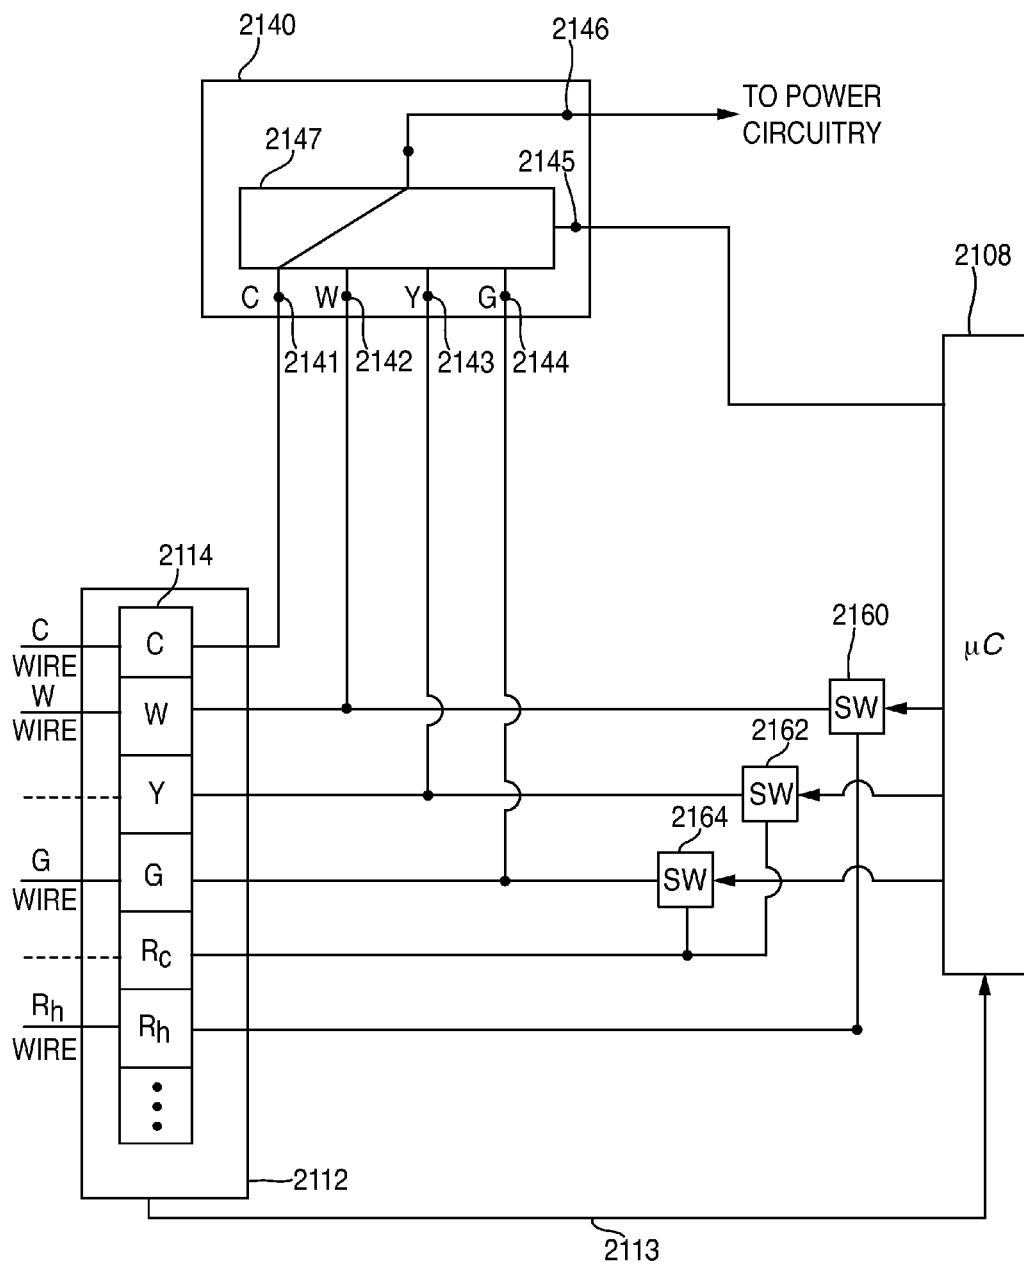 2140
2146
TO POWER
CIRCUITRY
2147
2145
2108
C W Y G
2141 2142 2143 2144
2114
C
WIRE
C
2160
µC
W
WIRE
W
SW
2162
Y
SW
2164
G
WIRE
G
SW
Rc
Rh
WIRE
Rh
2112
2113